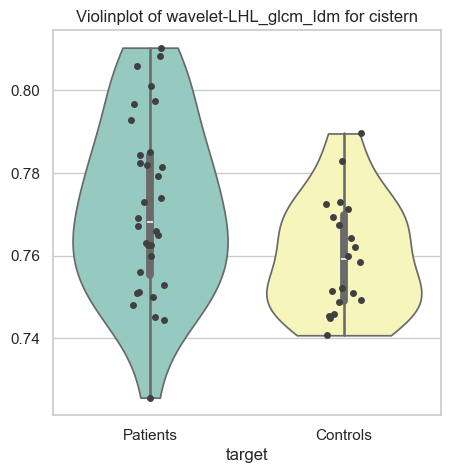 Violinplot of wavelet-LHL_glcm_Idm for cistern
0.80
0.78
0.76
0.74
Patients Controls
target